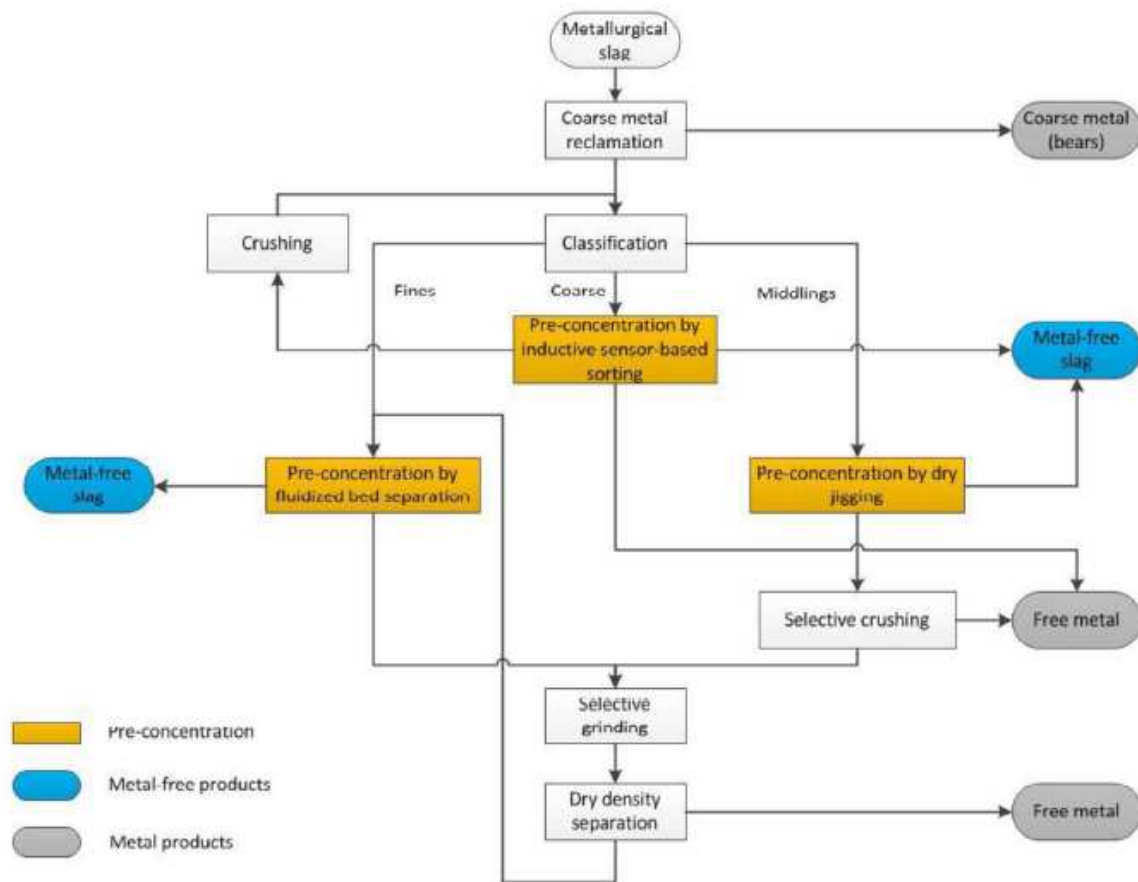 Metallurgical
slag
Coarse metal
reclamation
Coarse metal
(bears)
Crushing
Classification
Fines
Coarse
Middlings
Pre-concentration by
inductive sensor-based
sorting
Metal-free
slag
Metal-free
slag
Pre-concentration by
fluidized bed separation
Pre-concentration by dry
jigging
Selective crushing
Free metal
Selective
grinding
Pre-concentration
Metal-free products
Dry density
separation
Free metal
Metal products